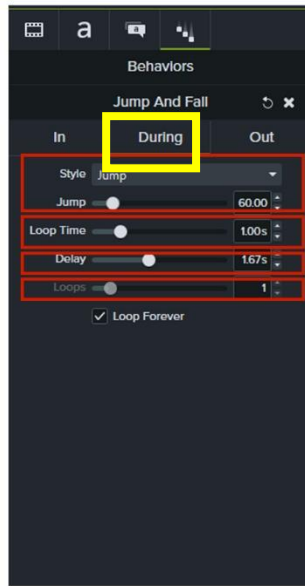 a
a
Behaviors
Jump And Fall
In During Out
Style Jump
Jump 60.00
Loop Time 1.00s
Delay 1.67s
Loops 1
Loop Forever